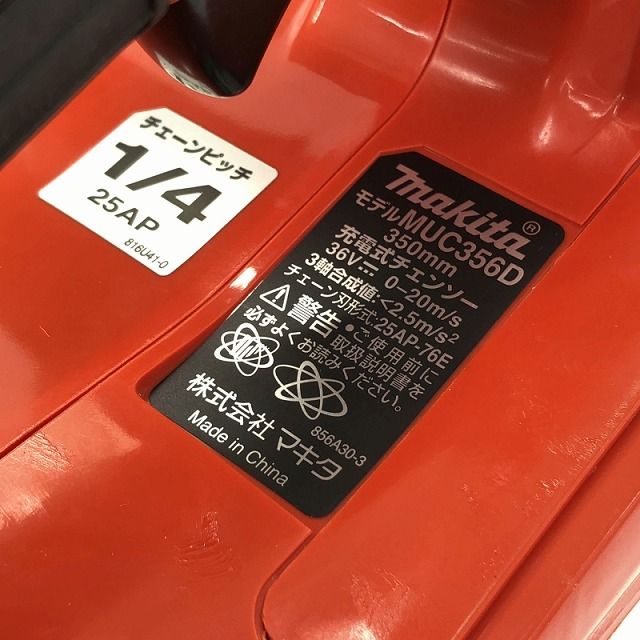 チェーンピッチ
1/4
25AP
816U41-0
makita®
モデルMUC356D
350mm
充電式チェンソー
36V⎓ 0-20m/s
3軸合成値:<2.5m/s²
チェーン刃形式:25AP-76E
⚠警告・ご使用前に
取扱説明書を
必ずよくお読みください。
856A30-3
株式会社 マキタ
Made in China